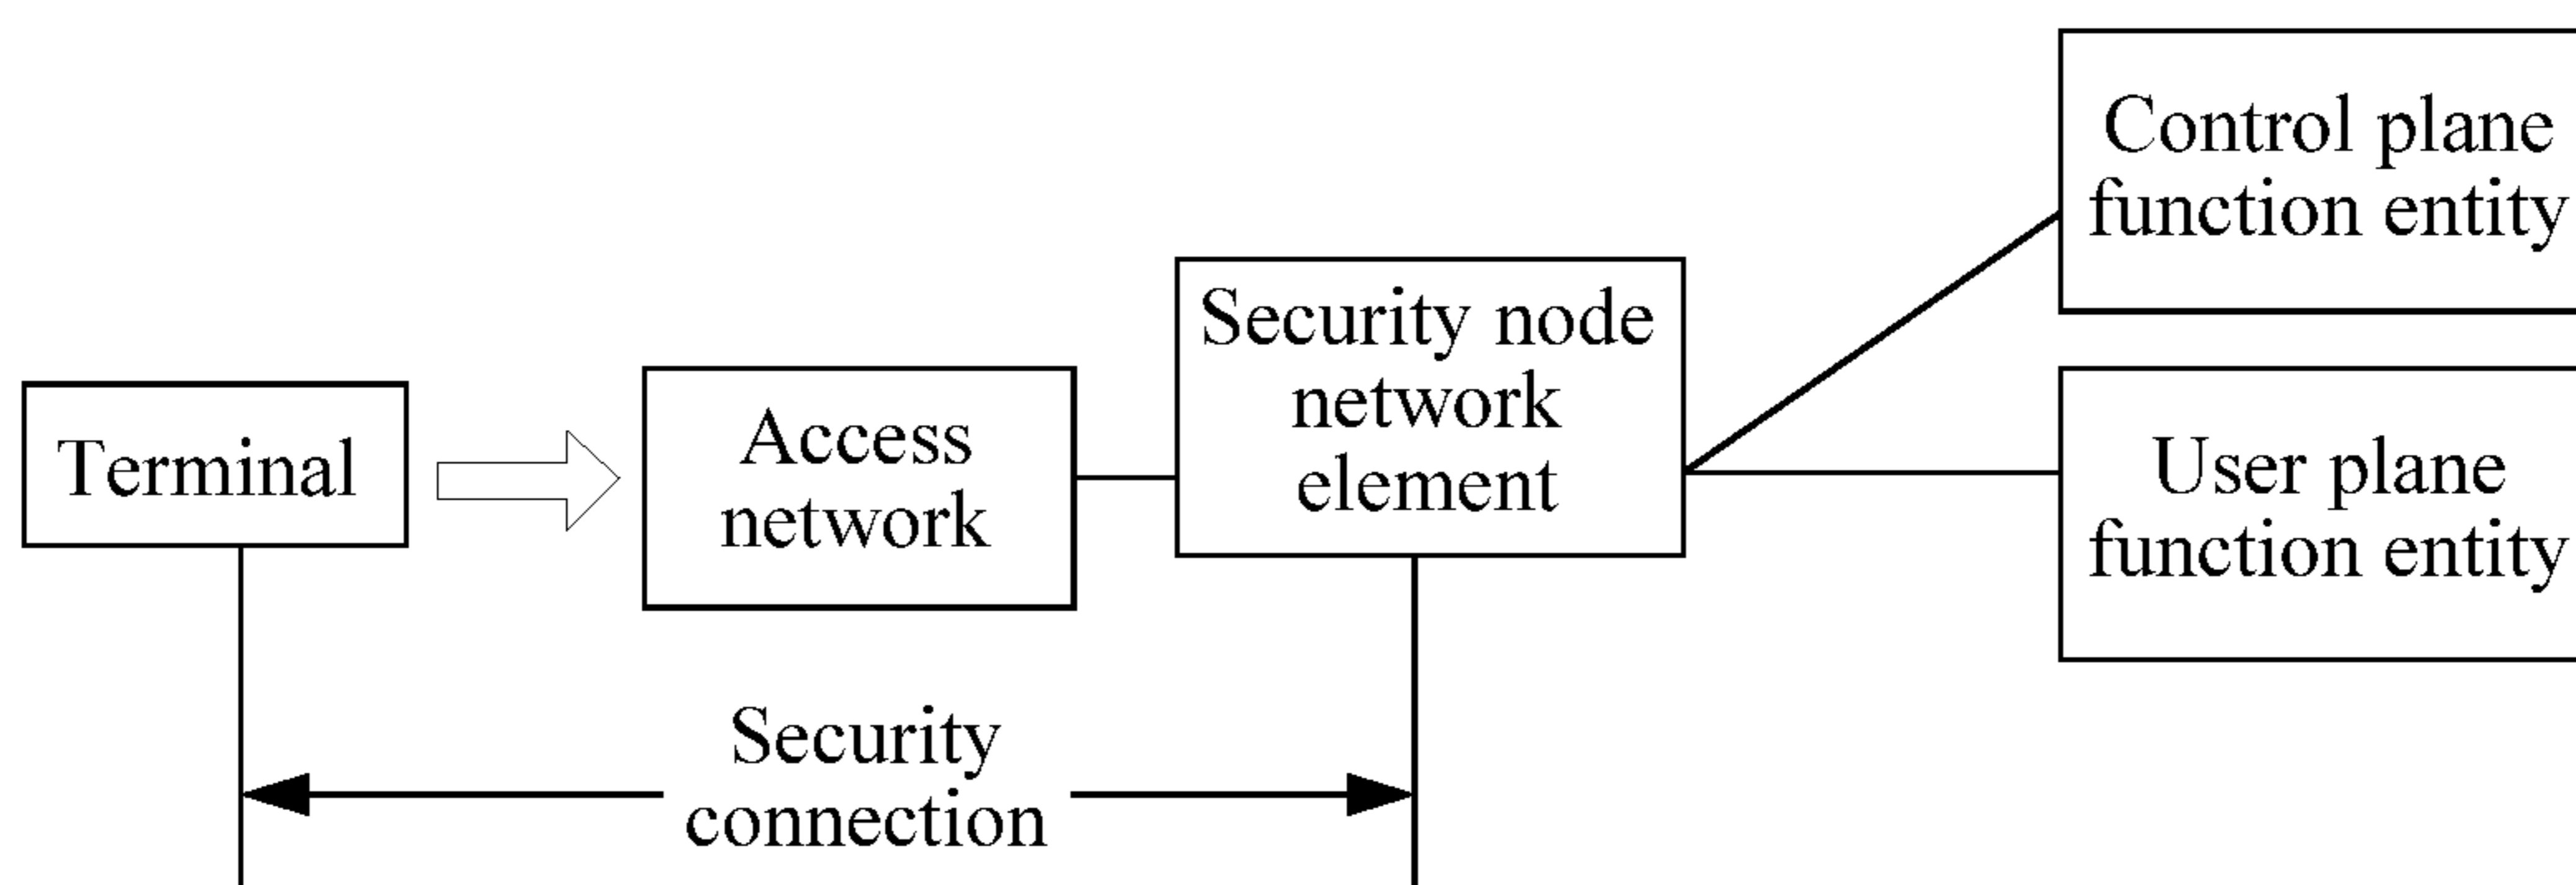 Control plane
function entity
Security node
network
element
Terminal
Access
network
User plane
function entity
Security
connection